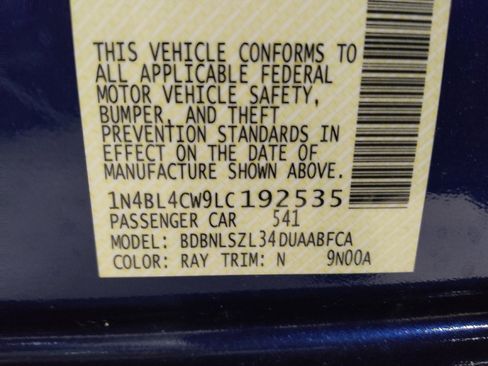 THIS VEHICLE CONFORMS TO
ALL APPLICABLE FEDERAL
MOTOR VEHICLE SAFETY,
BUMPER, AND THEFT
PREVENTION STANDARDS IN
EFFECT ON THE DATE OF
MANUFACTURE SHOWN ABOVE.
1N4BL4CW9LC192535
PASSENGER CAR 541
MODEL: BDBNLSZL34DUAABFCA
COLOR: RAY TRIM: N 9N00A